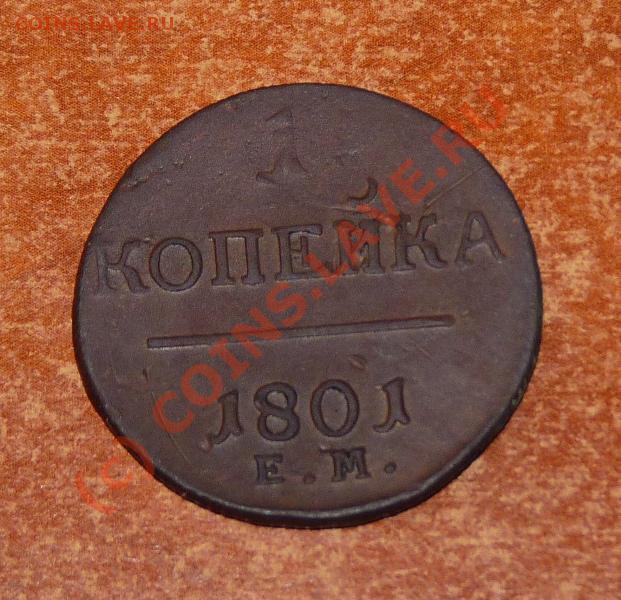 COINS.LAVE.RU
1
КОПЕЙКА
1801
Е.М.
(c) COINS.LAVE.RU